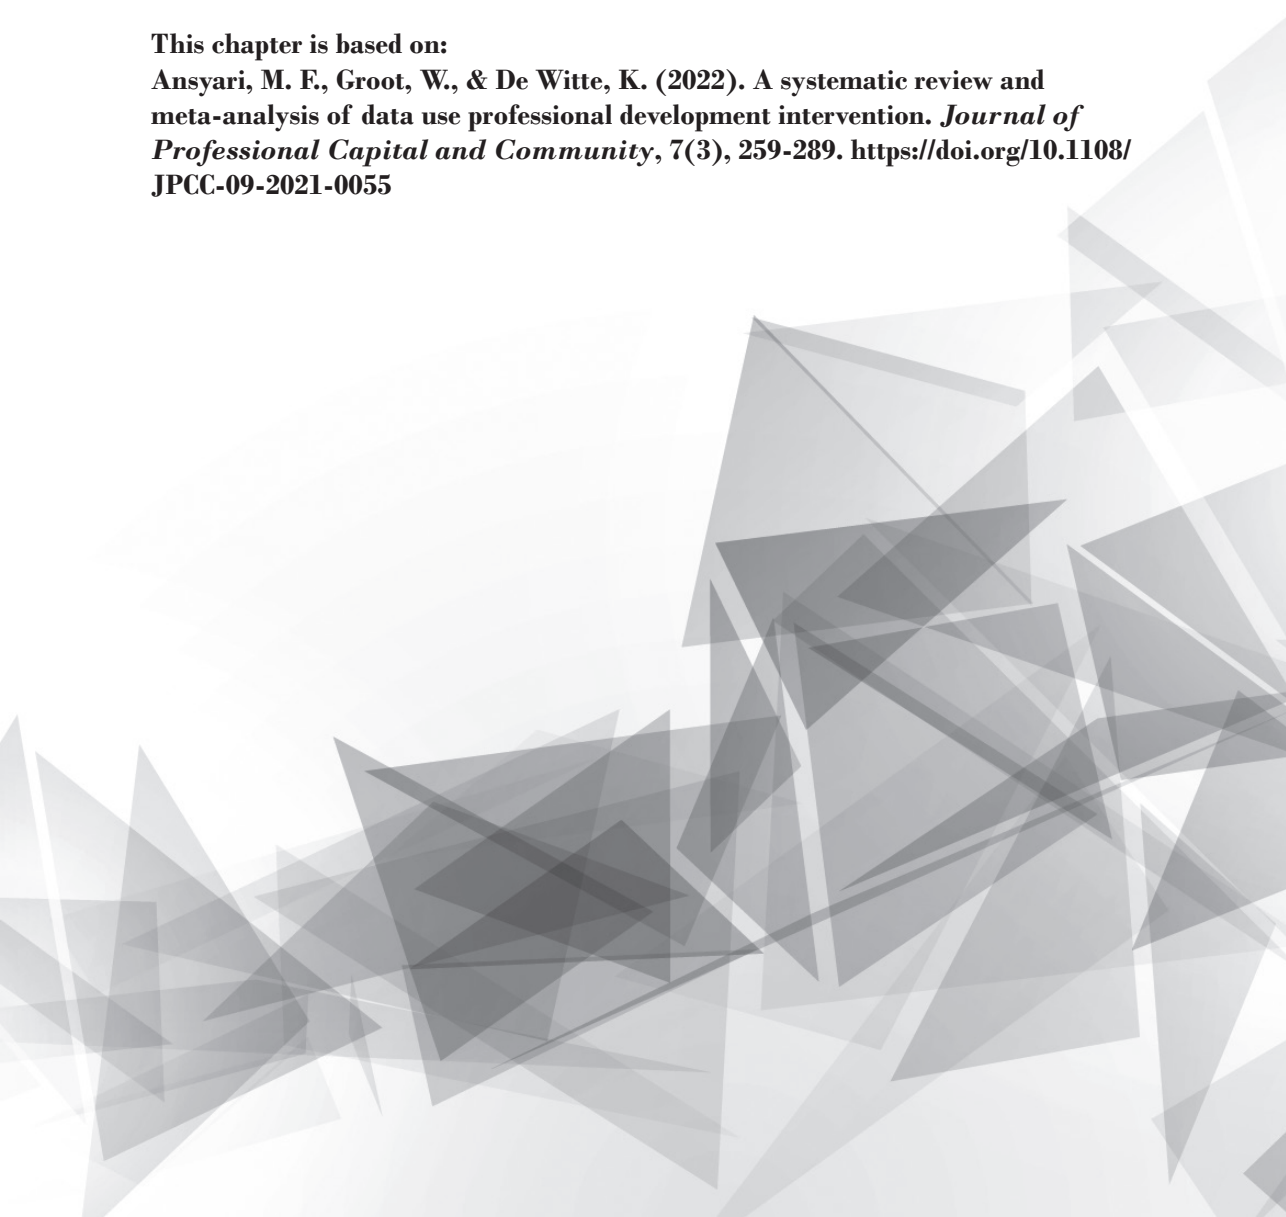 This chapter is based on:
Ansyari, M. F., Groot, W., & De Witte, K. (2022). A systematic review and
meta-analysis of data use professional development intervention. Journal of
Professional Capital and Community, 7(3), 259-289. https://doi.org/10.1108/
JPCC-09-2021-0055